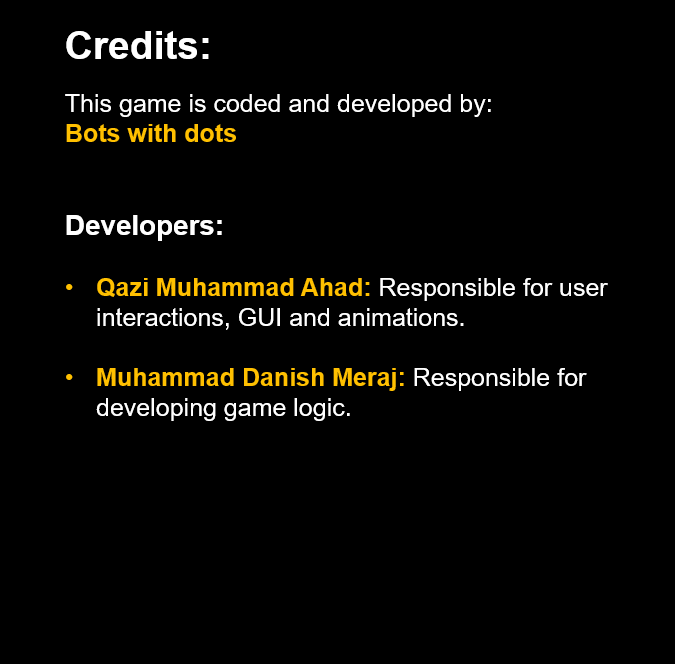 Credits:
This game is coded and developed by:
Bots with dots
Developers:
• Qazi Muhammad Ahad: Responsible for user
interactions, GUI and animations.
• Muhammad Danish Meraj: Responsible for
developing game logic.